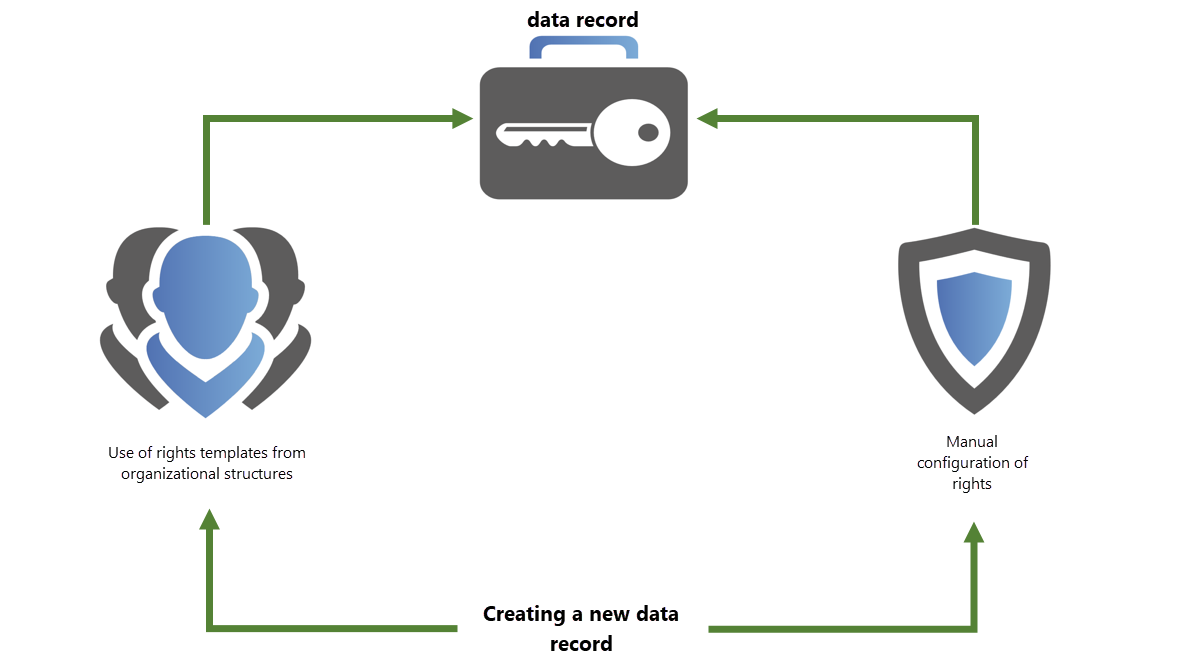 data record
Use of rights templates from
organizational structures
Manual
configuration of
rights
Creating a new data
record